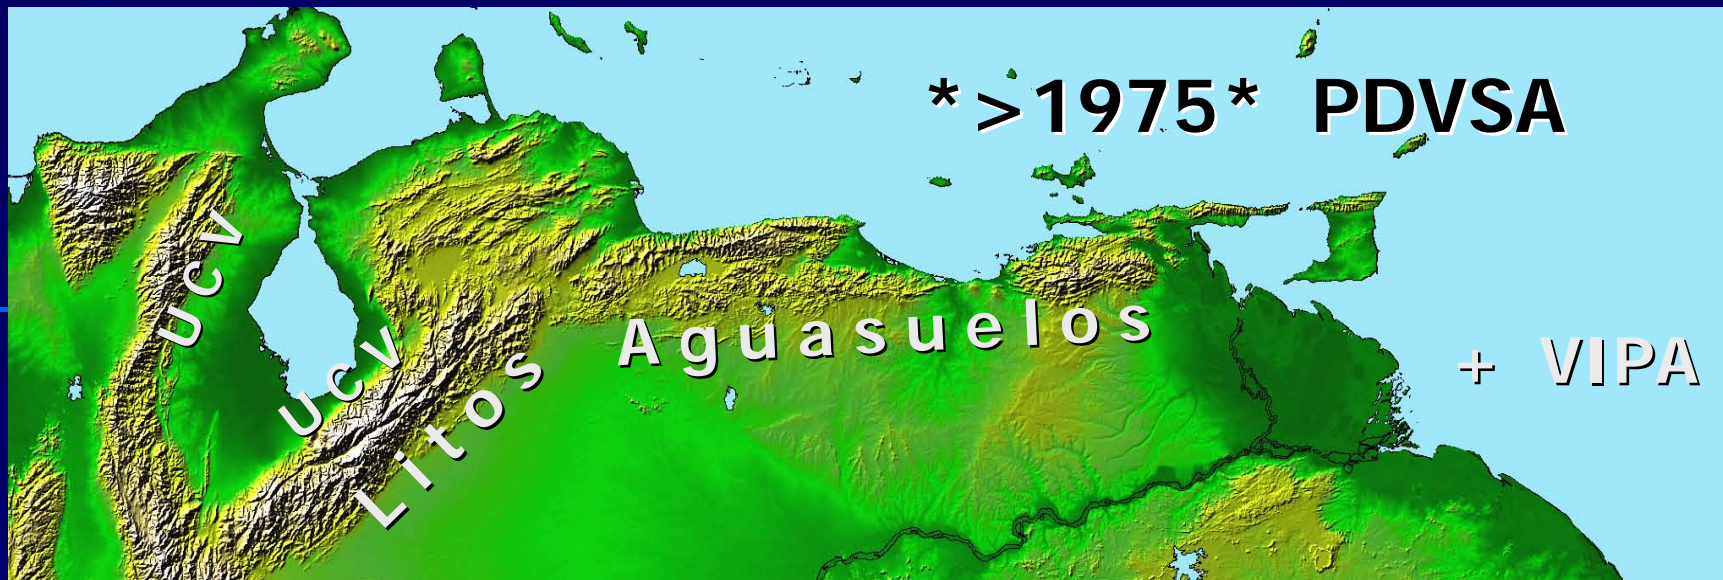 *>1975* PDVSA
UCV
UCV
Litos
Aguasuelos
+ VIPA